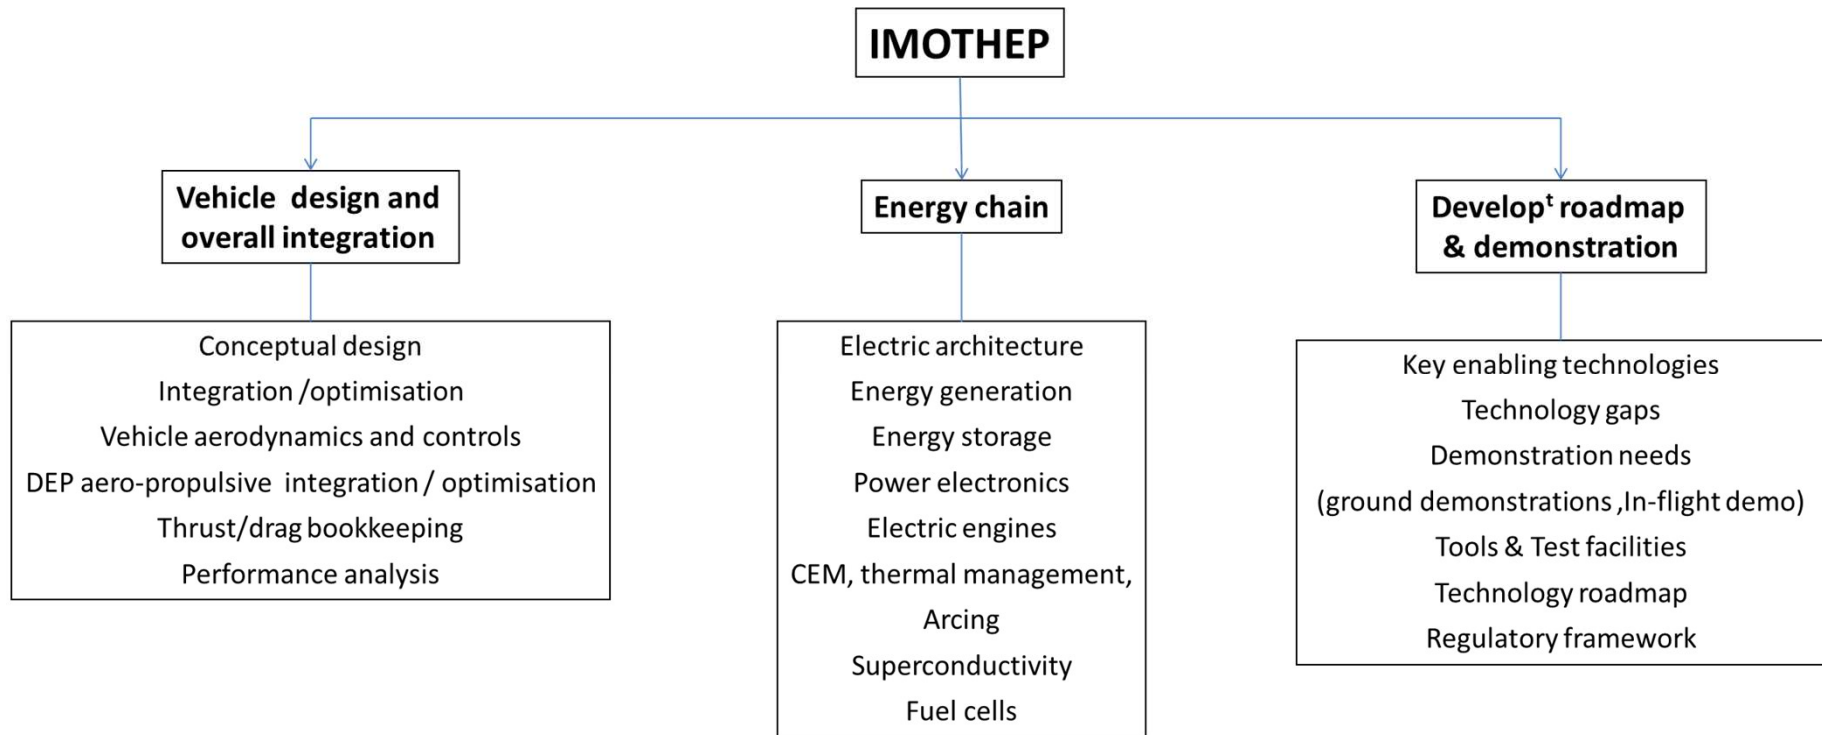 IMOTHEP
Vehicle design and
overall integration
Conceptual design
Integration /optimisation
Vehicle aerodynamics and controls
DEP aero-propulsive integration / optimisation
Thrust/drag bookkeeping
Performance analysis
Energy chain
Electric architecture
Energy generation
Energy storage
Power electronics
Electric engines
CEM, thermal management,
Arcing
Superconductivity
Fuel cells
Developᵗ roadmap
& demonstration
Key enabling technologies
Technology gaps
Demonstration needs
(ground demonstrations ,In-flight demo)
Tools & Test facilities
Technology roadmap
Regulatory framework